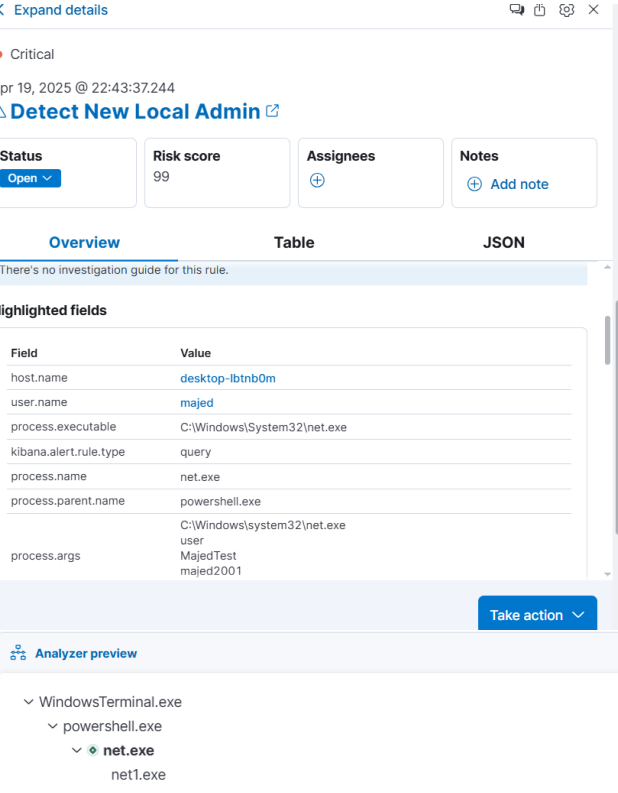 Expand details
Critical
pr 19, 2025 @ 22:43:37.244
Detect New Local Admin
Status
Open
Risk score
99
Assignees
Notes
Add note
Overview
Table
JSON
There's no investigation guide for this rule.
ighlighted fields
Field Value
host.name desktop-lbtnb0m
user.name majed
process.executable C:\Windows\System32\net.exe
kibana.alert.rule.type query
process.name net.exe
process.parent.name powershell.exe
process.args C:\Windows\system32\net.exe
user
MajedTest
majed2001
Take action
Analyzer preview
WindowsTerminal.exe
powershell.exe
net.exe
net1.exe